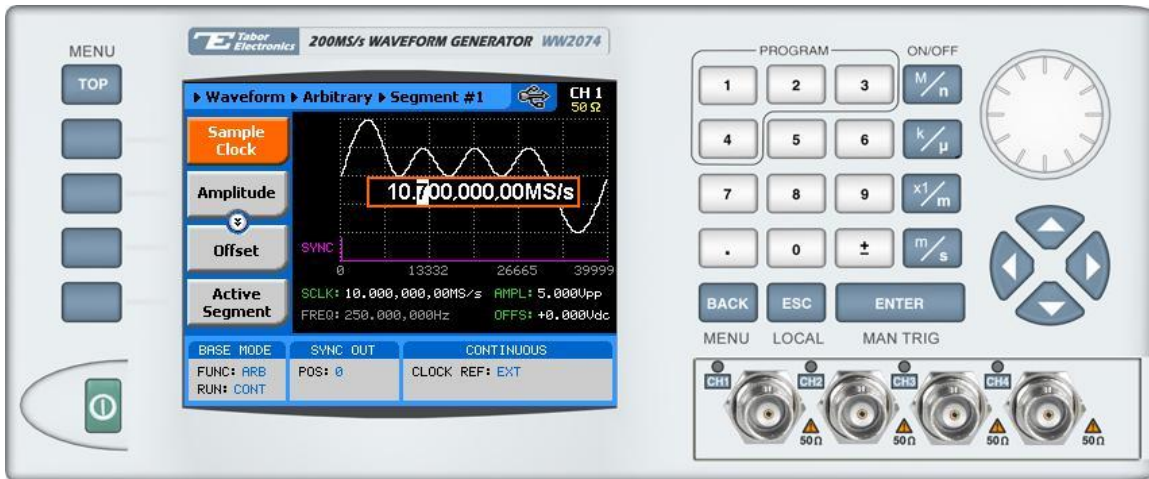 MENU
TOP
Tabor Electronics
200MS/s WAVEFORM GENERATOR WW2074
Waveform Arbitrary Segment #1
CH 1
50 Ω
Sample
Clock
Amplitude
Offset
Active
Segment
10.700,000,00MS/s
SYNC
0 13332 26665 39999
SCLK: 10.000,000,00MS/s AMPL: 5.000Vpp
FREQ: 250.000,000Hz OFFS: +0.000Vdc
BASE MODE SYNC OUT CONTINUOUS
FUNC: ARB POS: 0 CLOCK REF: EXT
RUN: CONT
PROGRAM ON/OFF
1 2 3 M/n
4 5 6 k/µ
7 8 9 x1/m
. 0 ± m/s
BACK ESC ENTER
MENU LOCAL MAN TRIG
CH1 CH2 CH3 CH4
50 Ω 50 Ω 50 Ω 50 Ω